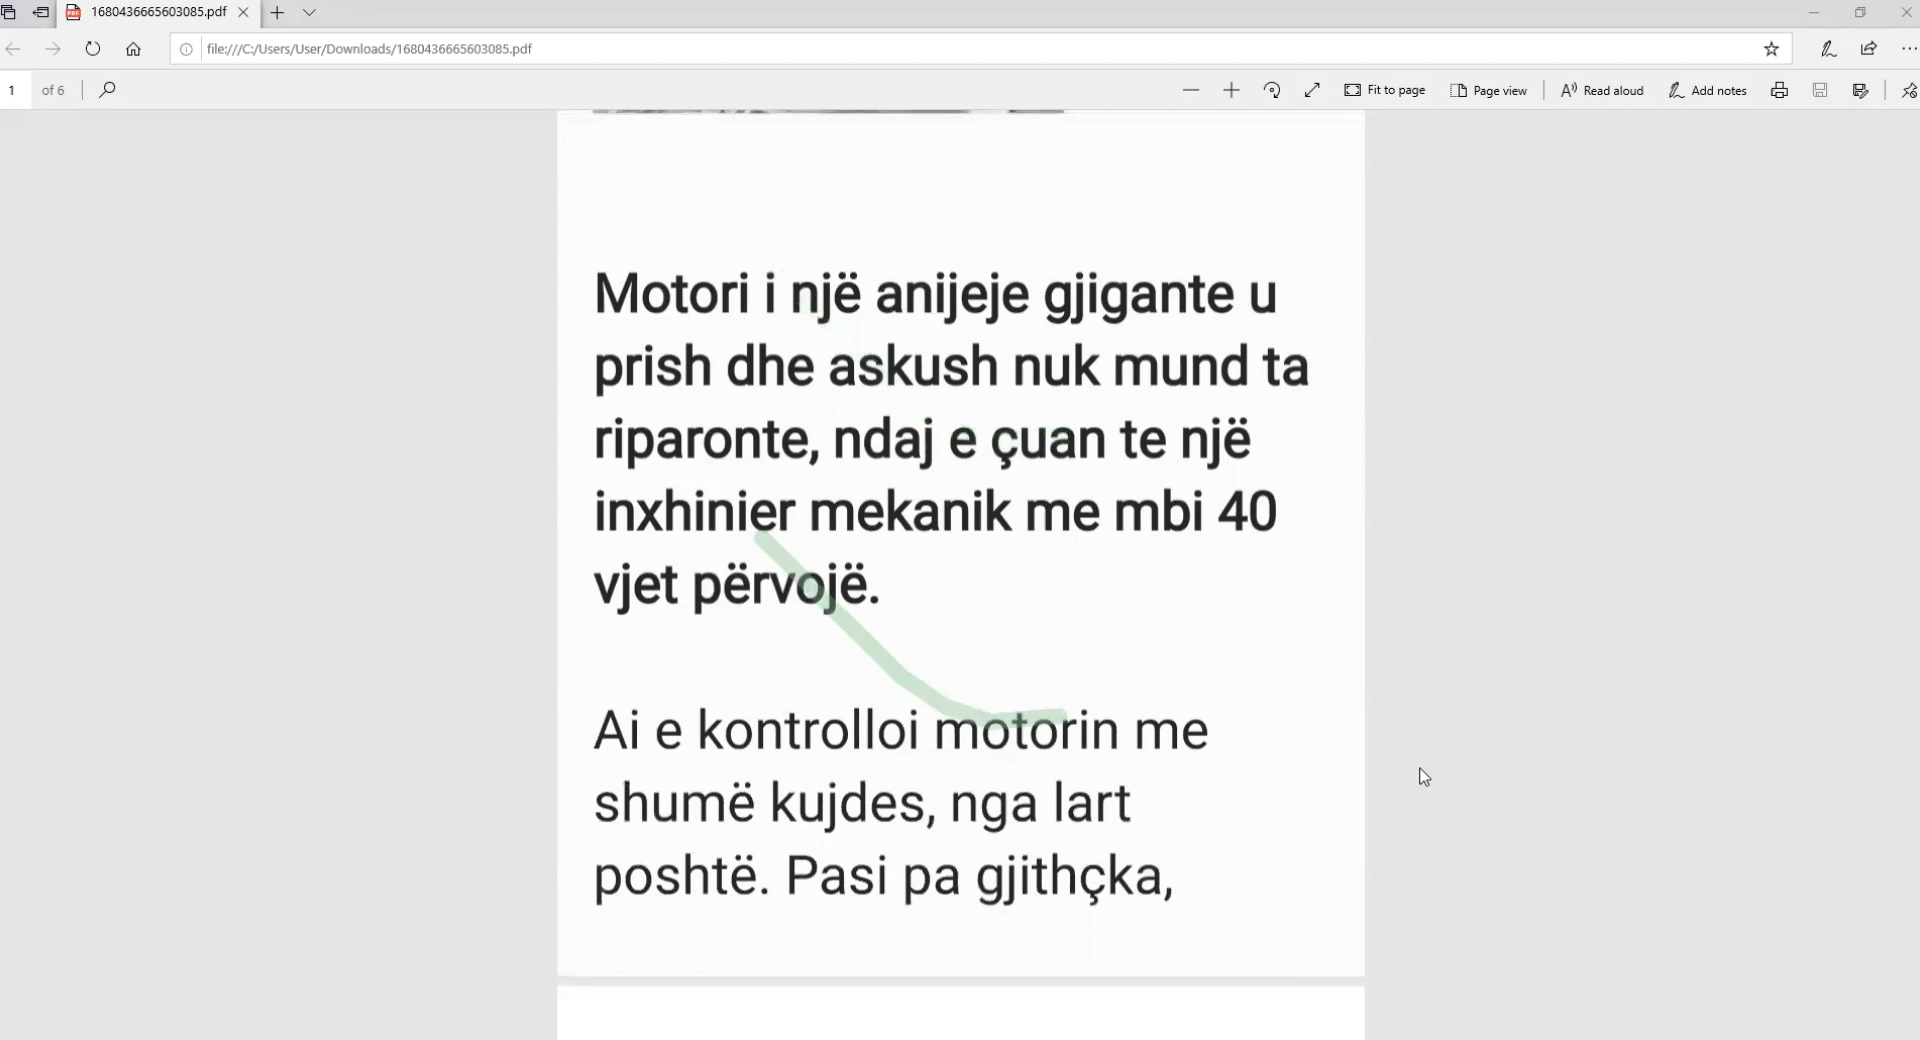 1680436665603085.pdf
file:///C:/Users/User/Downloads/1680436665603085.pdf
1 of 6 Fit to page Page view Read aloud Add notes
Motori i një anijeje gjigante u
prish dhe askush nuk mund ta
riparonte, ndaj e çuan te një
inxhinier mekanik me mbi 40
vjet përvojë.
Ai e kontrolloi motorin me
shumë kujdes, nga lart
poshtë. Pasi pa gjithçka,